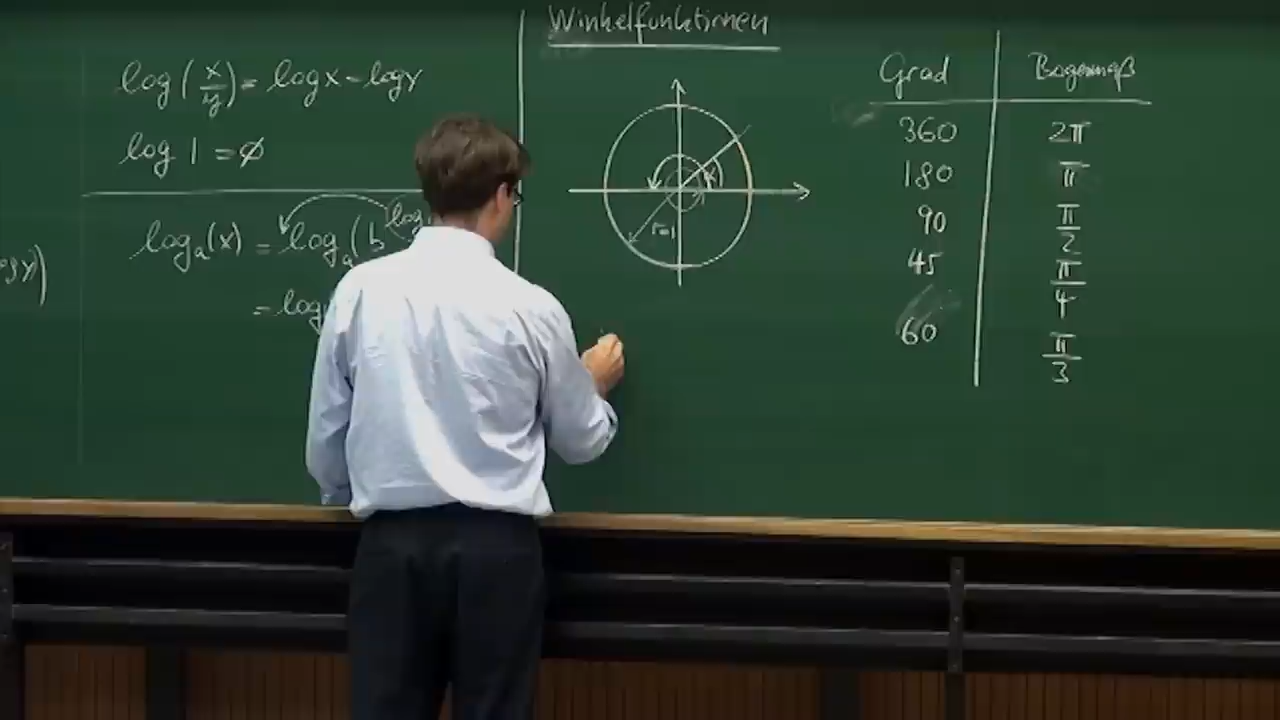 log(x/y) = log x - log y
log 1 = ∅
log_a(x) = log_a(b^log
= log
Winkelfunktionen
α
r=1
Grad Bogenmaß
360 2π
180 π
90 π/2
45 π/4
60 π/3